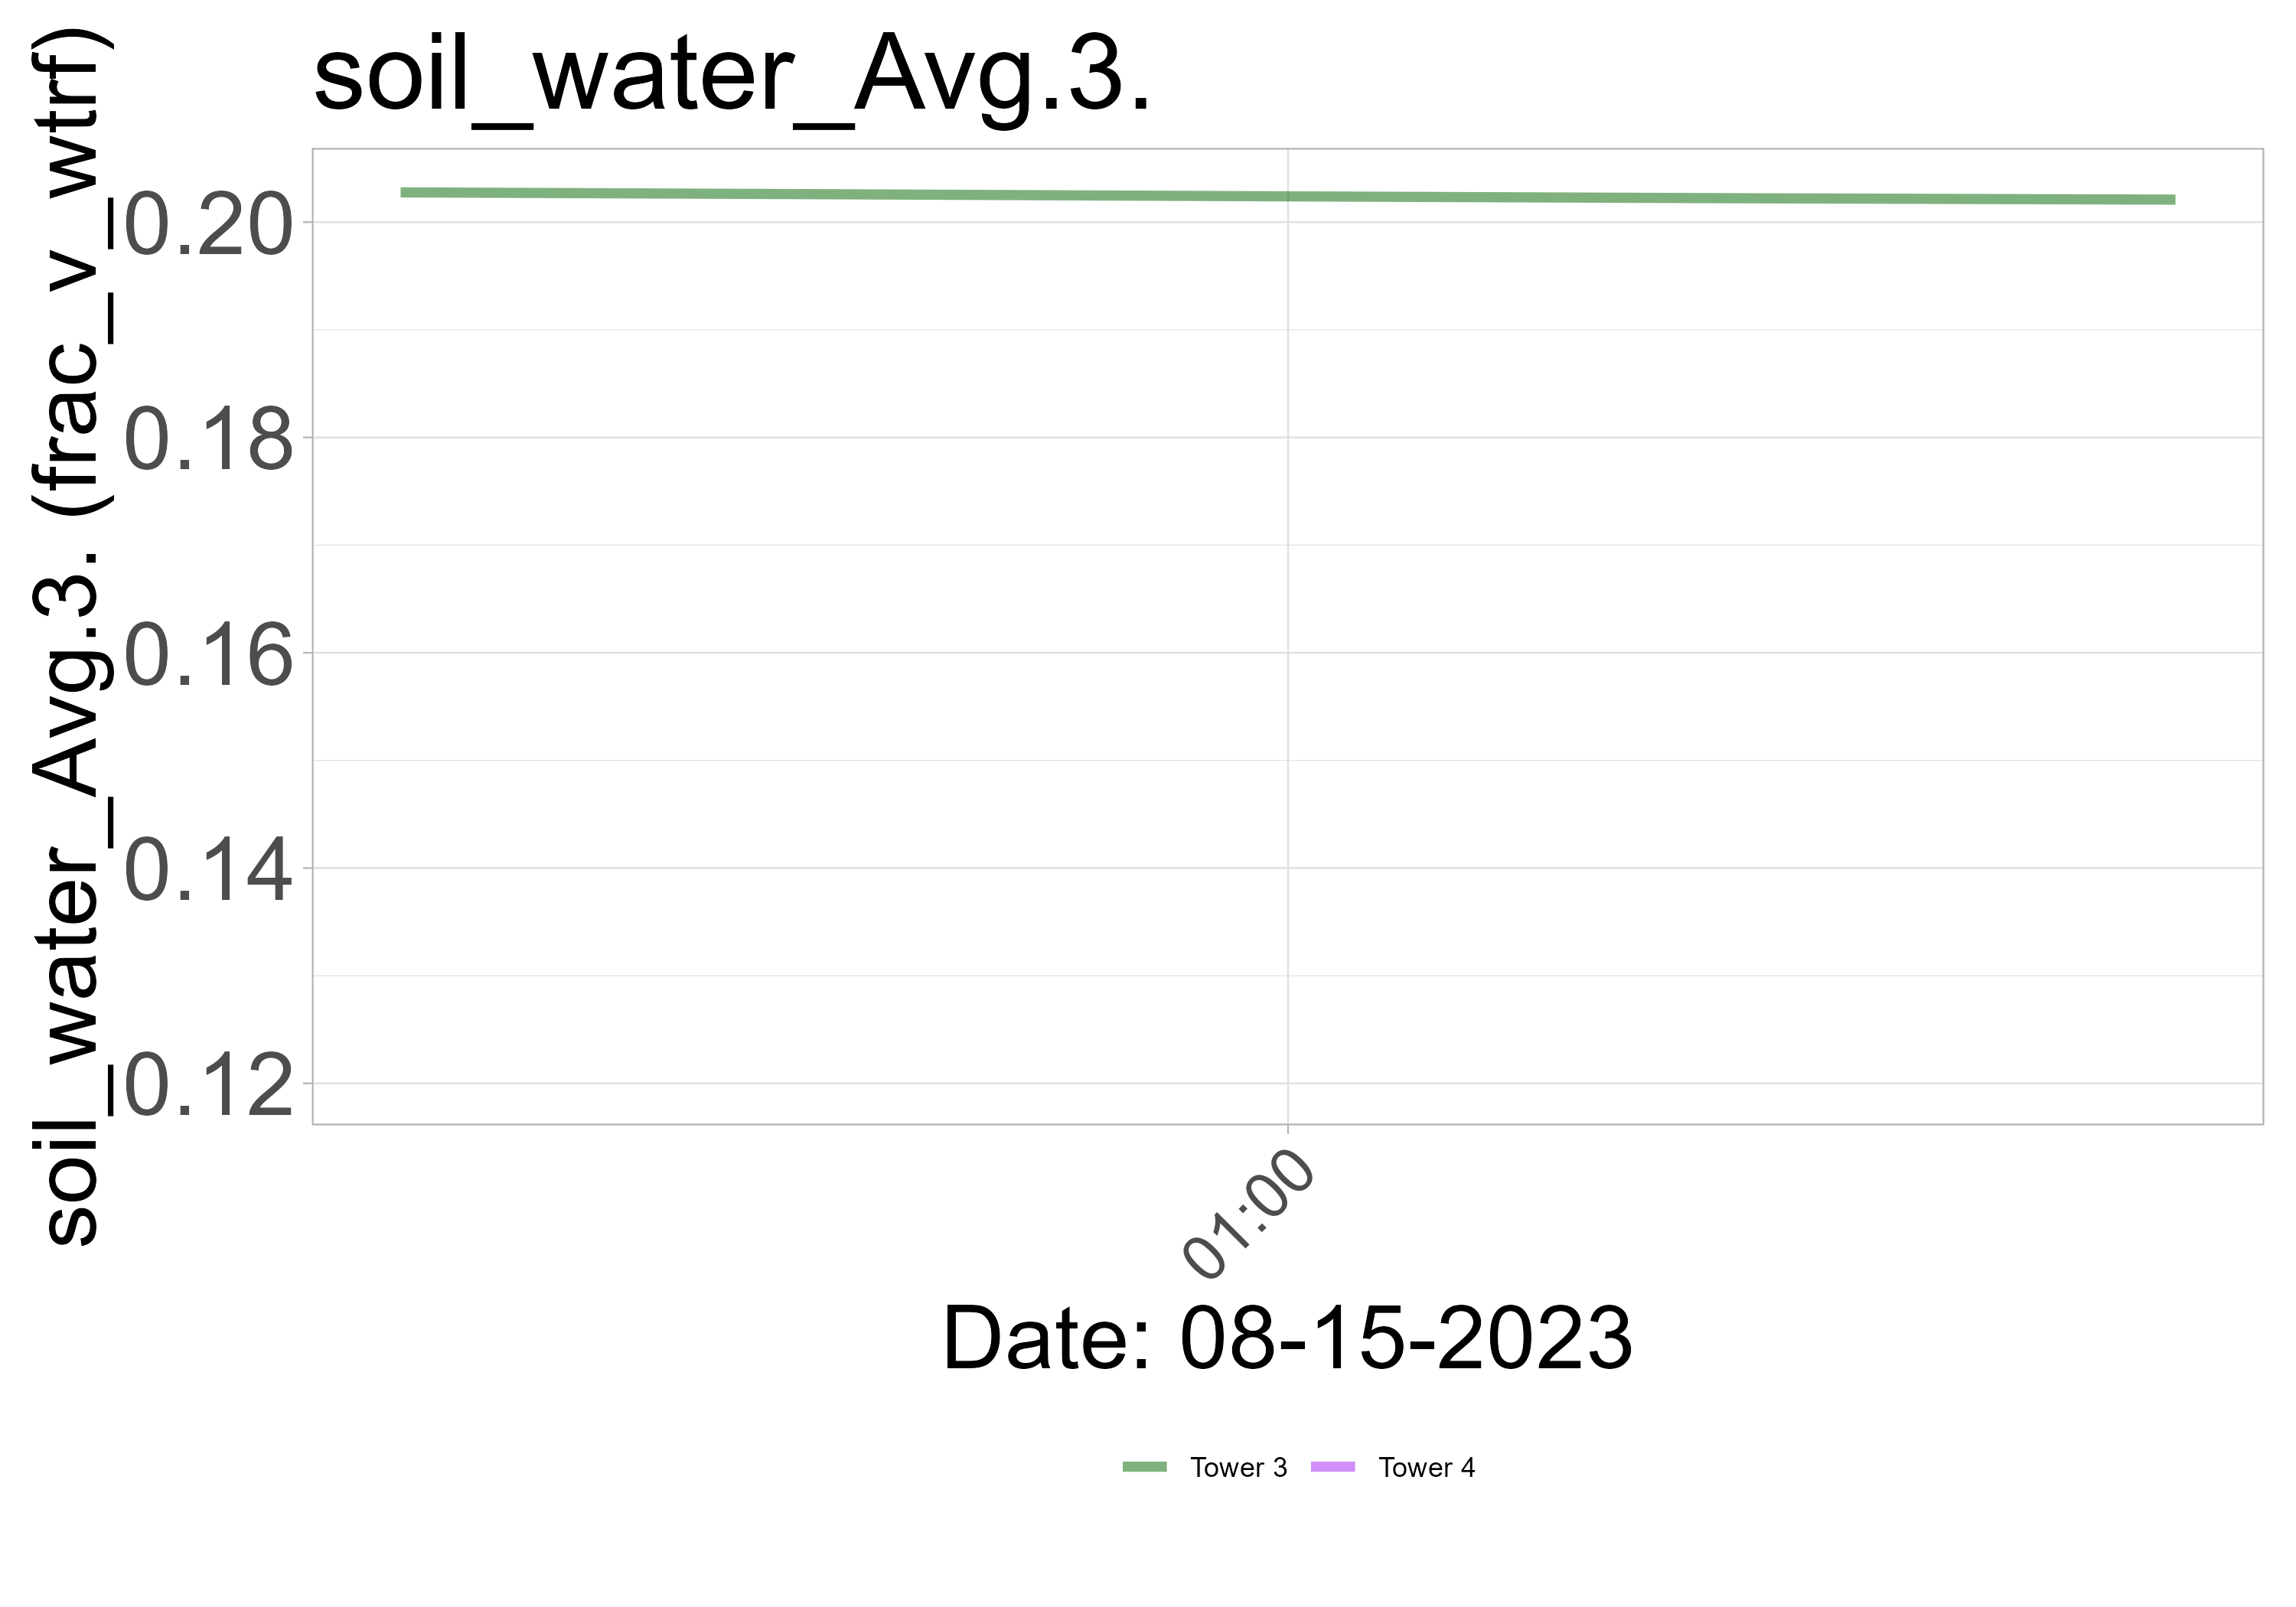 soil_water_Avg.3.
soil_water_Avg.3. (frac_v_wtrf)
0.20
0.18
0.16
0.14
0.12
01:00
Date: 08-15-2023
Tower 3 Tower 4